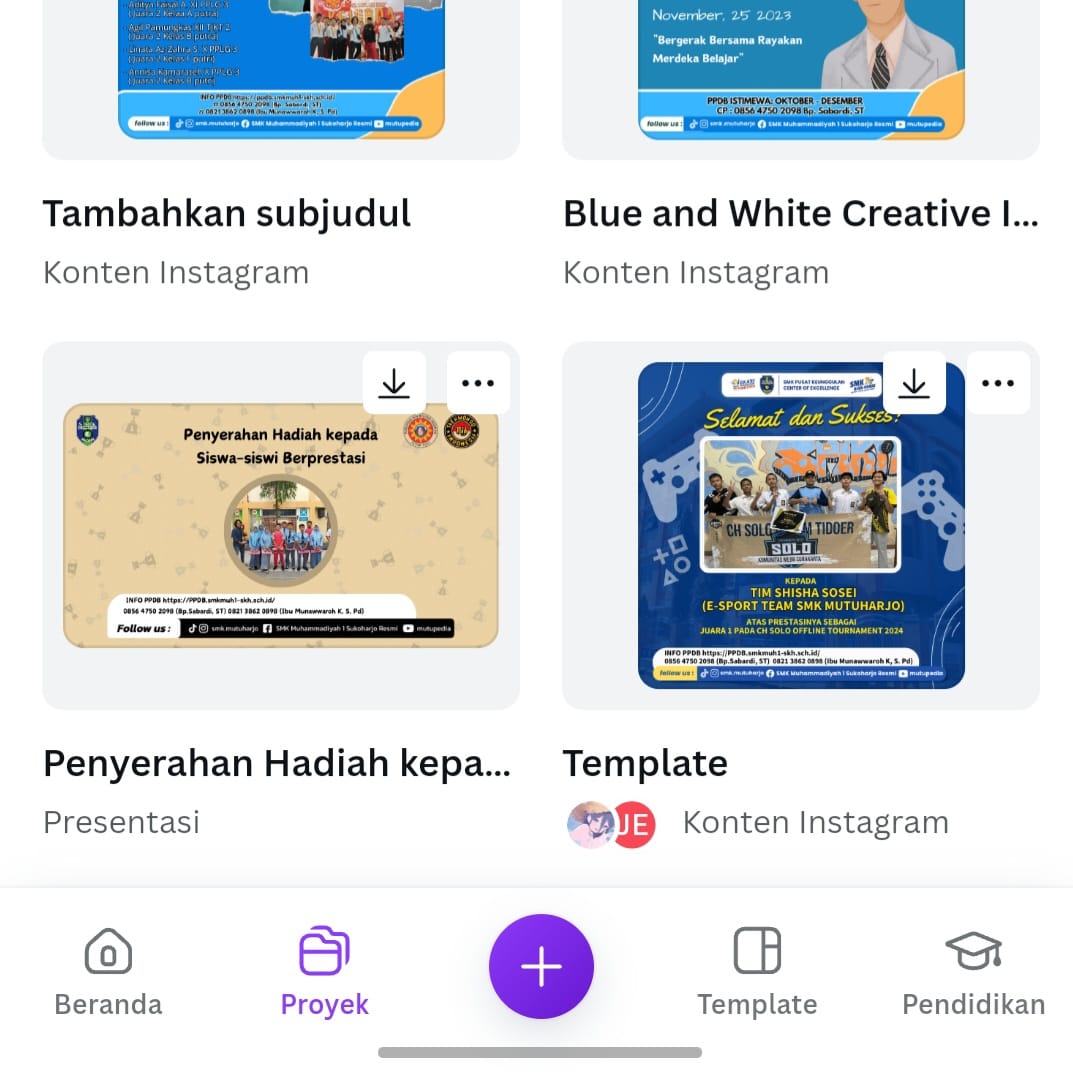 Aditya Faisal A. XI PPLG 3
(Juara 2 Kelas A putra)
Agil Pamungkas XII TKT 2
(Juara 2 Kelas B putra)
Linata Az-Zahra S. X PPLG 3
(Juara 2 Kelas F putri)
(Juara 2 Kelas B putri)
INFO PPDB https://ppdb.smkmuh1-skh.sch.id/
0856 4750 2098 (Bp. Sabardi, ST)
0821 3862 0898 (Ibu Munawwaroh K, S. Pd)
follow us : smk.mutuharjo SMK Muhammadiyah 1 Sukoharjo Resmi mutupedia
November, 25 2023
"Bergerak Bersama Rayakan
Merdeka Belajar"
PPDB ISTIMEWA: OKTOBER - DESEMBER
CP : 0856 4750 2098 Bp. Sabardi, ST
follow us : smk.mutuharjo SMK Muhammadiyah 1 Sukoharjo Resmi mutupedia
Tambahkan subjudul
Konten Instagram
Blue and White Creative I...
Konten Instagram
Penyerahan Hadiah kepada
Siswa-siswi Berprestasi
INFO PPDB https://PPDB.smkmuh1-skh.sch.id/
0856 4750 2098 (Bp.Sabardi, ST) 0821 3862 0898 (Ibu Munawwaroh K, S. Pd)
Follow us : smk.mutuharjo SMK Muhammadiyah 1 Sukoharjo Resmi mutupedia
SMK PUSAT KEUNGGULAN
CENTER OF EXCELLENCE
SMK
Selamat dan Sukses!
CH SOLO TIDOER
SOLO
KEPADA
TIM SHISHA SOSEI
(E-SPORT TEAM SMK MUTUHARJO)
ATAS PRESTASINYA SEBAGAI
JUARA 1 PADA CH SOLO OFFLINE TOURNAMENT 2024
INFO PPDB https://PPDB.smkmuh1-skh.sch.id/
0856 4750 2098 (Bp.Sabardi, ST) 0821 3862 0898 (Ibu Munawwaroh K, S. Pd)
follow us : smk.mutuharjo SMK Muhammadiyah 1 Sukoharjo Resmi mutupedia
Penyerahan Hadiah kepa...
Presentasi
Template
JE
Konten Instagram
Beranda
Proyek
Template
Pendidikan